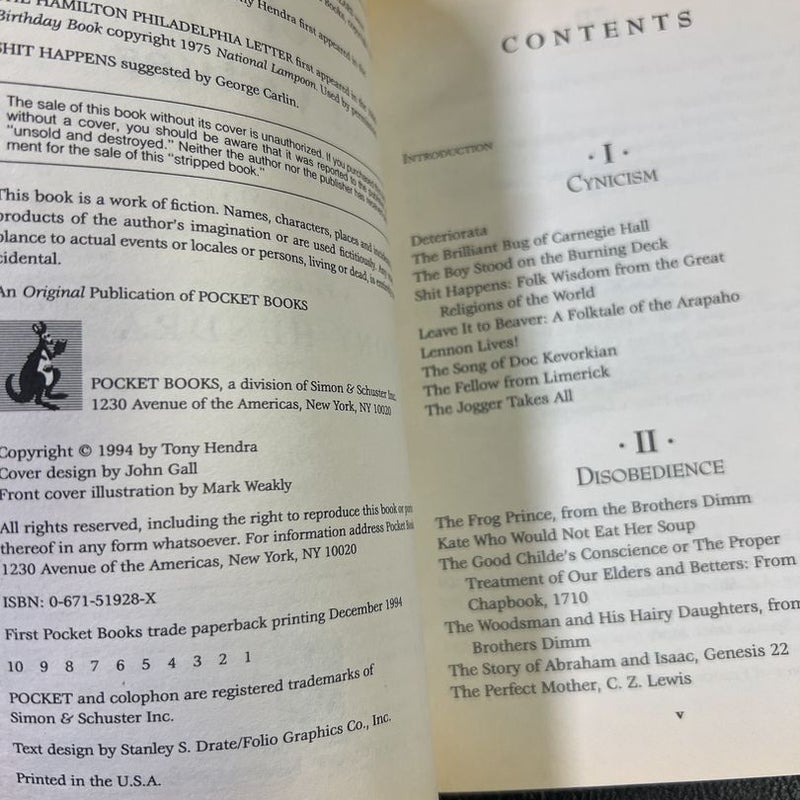 HAMILTON PHILADELPHIA LETTER first appeared in the
Birthday Book copyright 1975 National Lampoon. Used by permission
SHIT HAPPENS suggested by George Carlin.
The sale of this book without its cover is unauthorized. If you purchased
without a cover, you should be aware that it was reported to the
"unsold and destroyed." Neither the author nor the publisher has received
ment for the sale of this "stripped book."
This book is a work of fiction. Names, characters, places and
products of the author's imagination or are used fictitiously. Any
blance to actual events or locales or persons, living or dead, is
cidental.
An Original Publication of POCKET BOOKS
POCKET BOOKS, a division of Simon & Schuster Inc.
1230 Avenue of the Americas, New York, NY 10020
Copyright © 1994 by Tony Hendra
Cover design by John Gall
Front cover illustration by Mark Weakly
All rights reserved, including the right to reproduce this book or
thereof in any form whatsoever. For information address Pocket
1230 Avenue of the Americas, New York, NY 10020
ISBN: 0-671-51928-X
First Pocket Books trade paperback printing December 1994
10 9 8 7 6 5 4 3 2 1
POCKET and colophon are registered trademarks of
Simon & Schuster Inc.
Text design by Stanley S. Drate/Folio Graphics Co., Inc.
Printed in the U.S.A.
CONTENTS
INTRODUCTION
· I ·
CYNICISM
Deteriorata
The Brilliant Bug of Carnegie Hall
The Boy Stood on the Burning Deck
Shit Happens: Folk Wisdom from the Great
Religions of the World
Leave It to Beaver: A Folktale of the Arapaho
Lennon Lives!
The Song of Doc Kevorkian
The Fellow from Limerick
The Jogger Takes All
· II ·
DISOBEDIENCE
The Frog Prince, from the Brothers Dimm
Kate Who Would Not Eat Her Soup
The Good Childe's Conscience or The Proper
Treatment of Our Elders and Betters: From
Chapbook, 1710
The Woodsman and His Hairy Daughters, from
Brothers Dimm
The Story of Abraham and Isaac, Genesis 22
The Perfect Mother, C. Z. Lewis
v